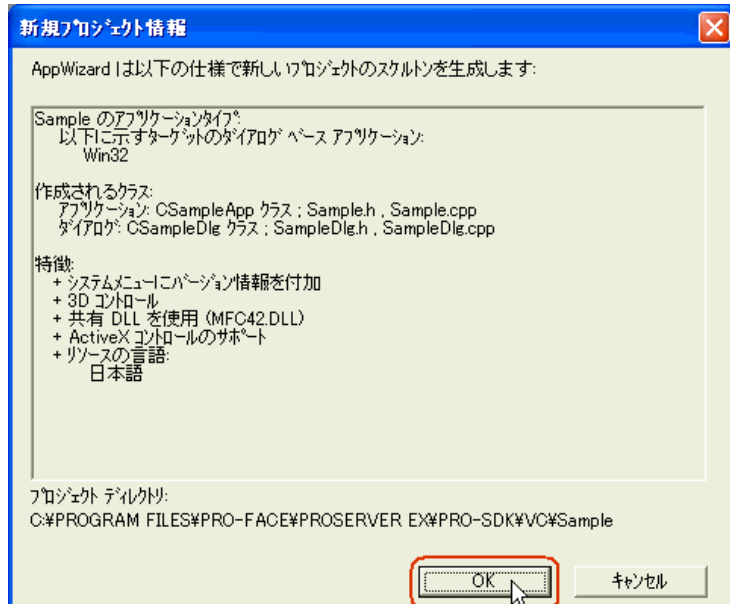 新規ﾌﾟﾛｼﾞｪｸﾄ情報
AppWizard は以下の仕様で新しいﾌﾟﾛｼﾞｪｸﾄのｽｹﾙﾄﾝを生成します:
Sample のｱﾌﾟﾘｹｰｼｮﾝﾀｲﾌﾟ:
以下に示すﾀｰｹﾞｯﾄのﾀﾞｲｱﾛｸﾞ ﾍﾞｰｽ ｱﾌﾟﾘｹｰｼｮﾝ:
Win32
作成されるｸﾗｽ:
ｱﾌﾟﾘｹｰｼｮﾝ: CSampleApp ｸﾗｽ ; Sample.h , Sample.cpp
ﾀﾞｲｱﾛｸﾞ: CSampleDlg ｸﾗｽ ; SampleDlg.h , SampleDlg.cpp
特徴:
+ ｼｽﾃﾑﾒﾆｭｰにﾊﾞｰｼﾞｮﾝ情報を付加
+ 3D ｺﾝﾄﾛｰﾙ
+ 共有 DLL を使用 (MFC42.DLL)
+ ActiveX ｺﾝﾄﾛｰﾙのｻﾎﾟｰﾄ
+ ﾘｿｰｽの言語:
日本語
ﾌﾟﾛｼﾞｪｸﾄ ﾃﾞｨﾚｸﾄﾘ:
C:¥PROGRAM FILES¥PRO-FACE¥PROSERVER EX¥PRO-SDK¥VC¥Sample
OK
ｷｬﾝｾﾙ